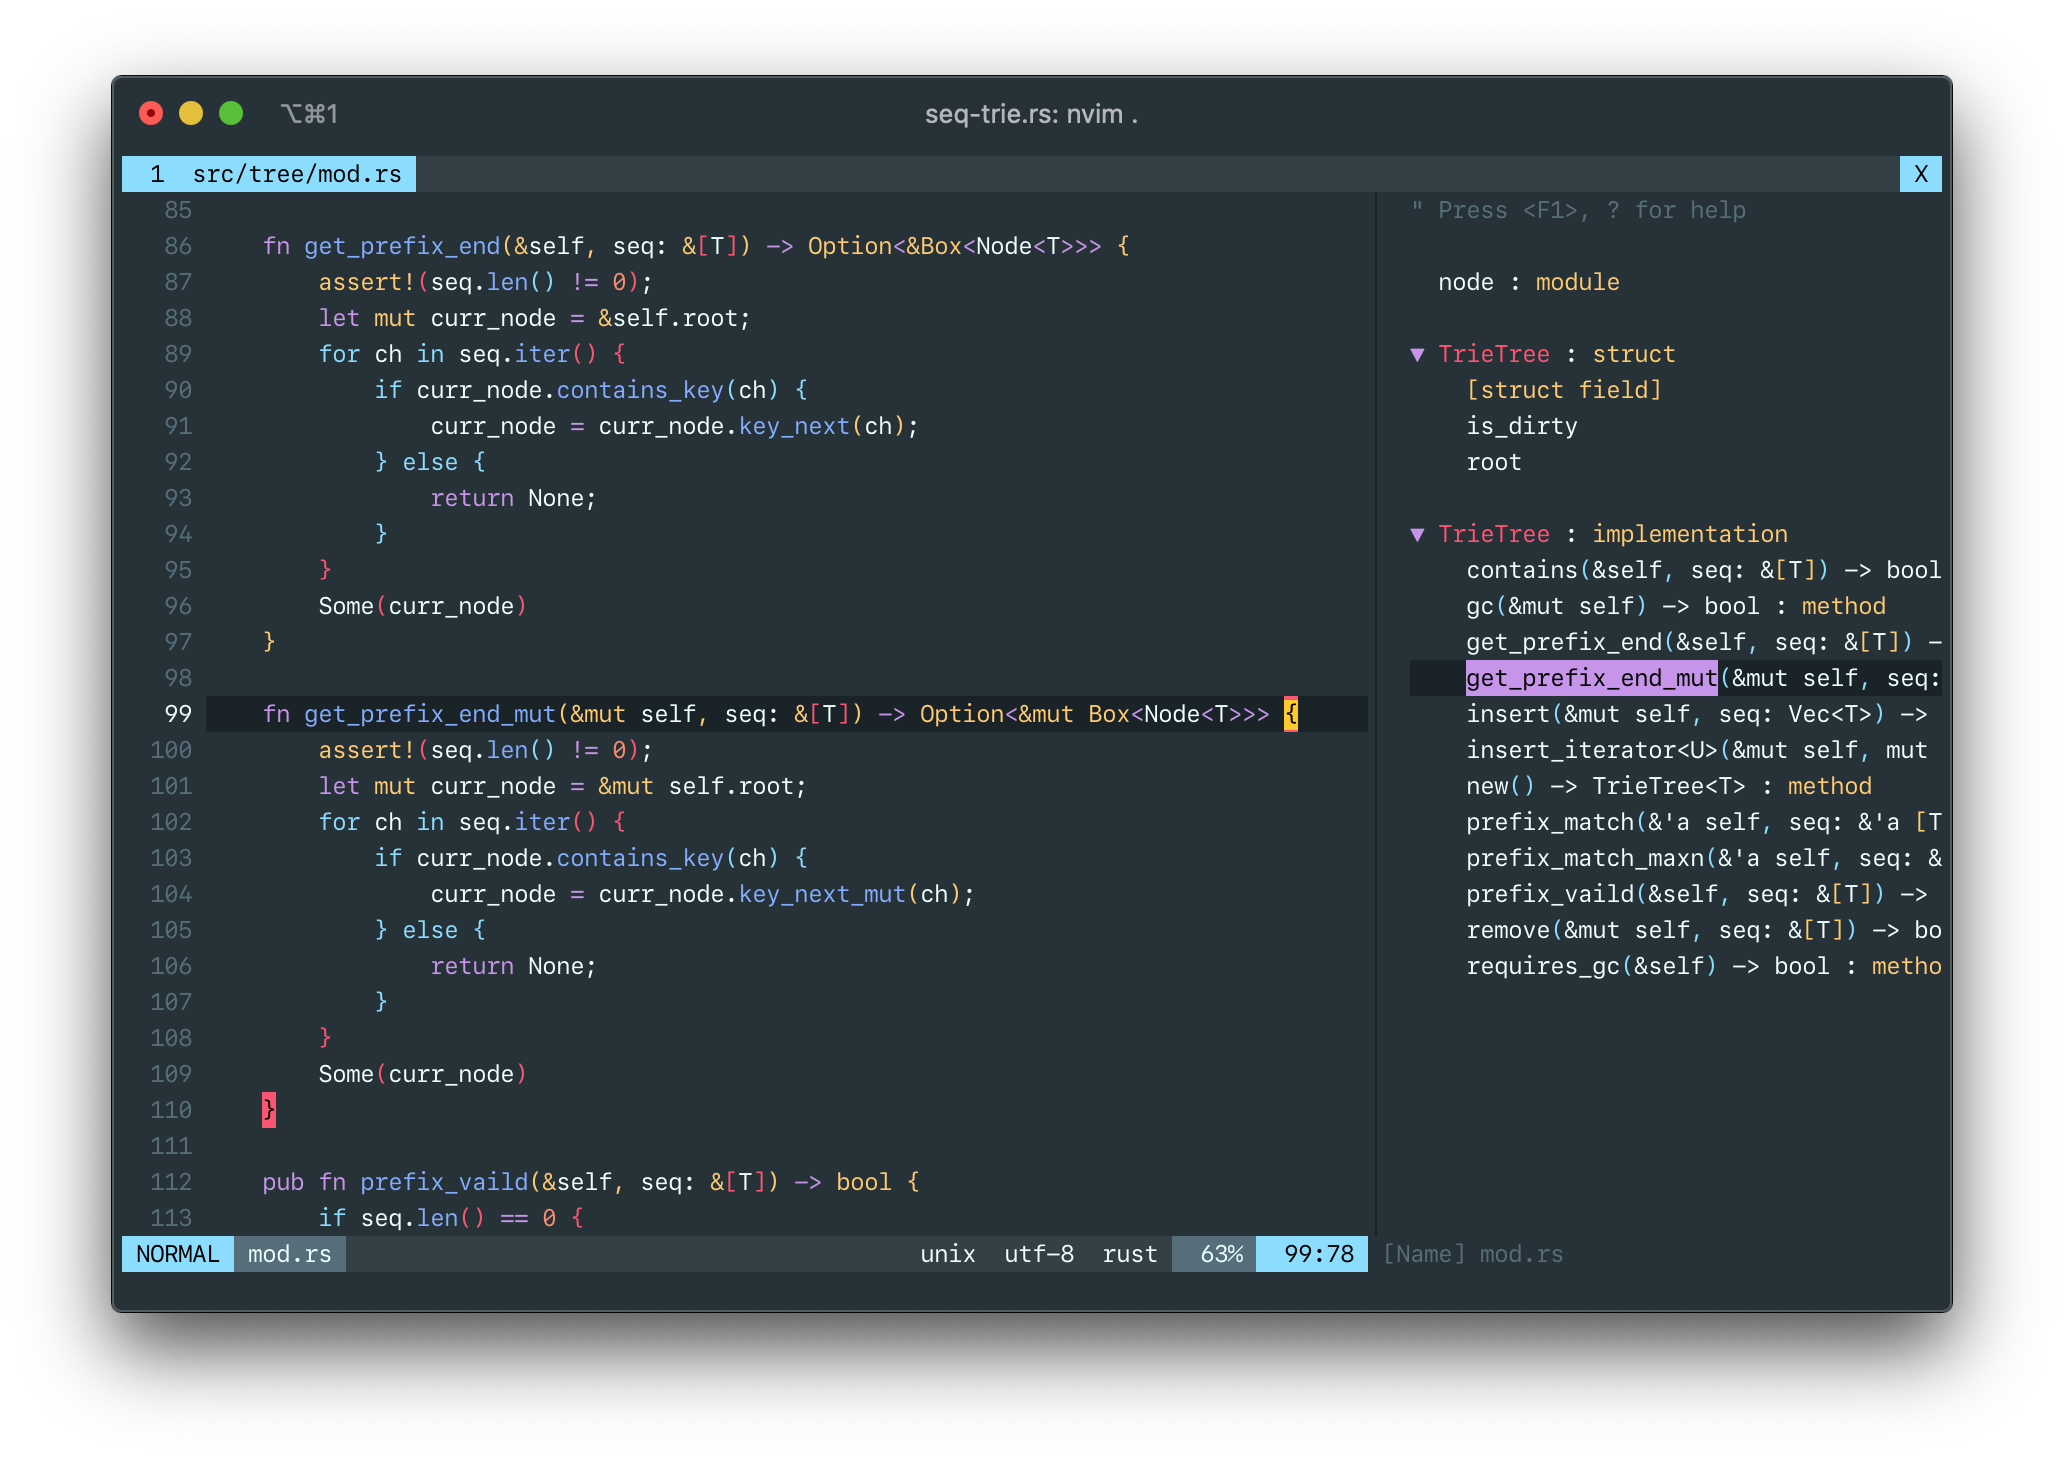 ⌥⌘1
seq-trie.rs: nvim .
1 src/tree/mod.rs X
85
86 fn get_prefix_end(&self, seq: &[T]) -> Option<&Box<Node<T>>> {
87 assert!(seq.len() != 0);
88 let mut curr_node = &self.root;
89 for ch in seq.iter() {
90 if curr_node.contains_key(ch) {
91 curr_node = curr_node.key_next(ch);
92 } else {
93 return None;
94 }
95 }
96 Some(curr_node)
97 }
98
99 fn get_prefix_end_mut(&mut self, seq: &[T]) -> Option<&mut Box<Node<T>>> {
100 assert!(seq.len() != 0);
101 let mut curr_node = &mut self.root;
102 for ch in seq.iter() {
103 if curr_node.contains_key(ch) {
104 curr_node = curr_node.key_next_mut(ch);
105 } else {
106 return None;
107 }
108 }
109 Some(curr_node)
110 }
111
112 pub fn prefix_vaild(&self, seq: &[T]) -> bool {
113 if seq.len() == 0 {
" Press <F1>, ? for help
node : module
▼ TrieTree : struct
[struct field]
is_dirty
root
▼ TrieTree : implementation
contains(&self, seq: &[T]) -> bool
gc(&mut self) -> bool : method
get_prefix_end(&self, seq: &[T]) -
get_prefix_end_mut(&mut self, seq:
insert(&mut self, seq: Vec<T>) ->
insert_iterator<U>(&mut self, mut
new() -> TrieTree<T> : method
prefix_match(&'a self, seq: &'a [T
prefix_match_maxn(&'a self, seq: &
prefix_vaild(&self, seq: &[T]) ->
remove(&mut self, seq: &[T]) -> bo
requires_gc(&self) -> bool : metho
NORMAL mod.rs unix utf-8 rust 63% 99:78 [Name] mod.rs